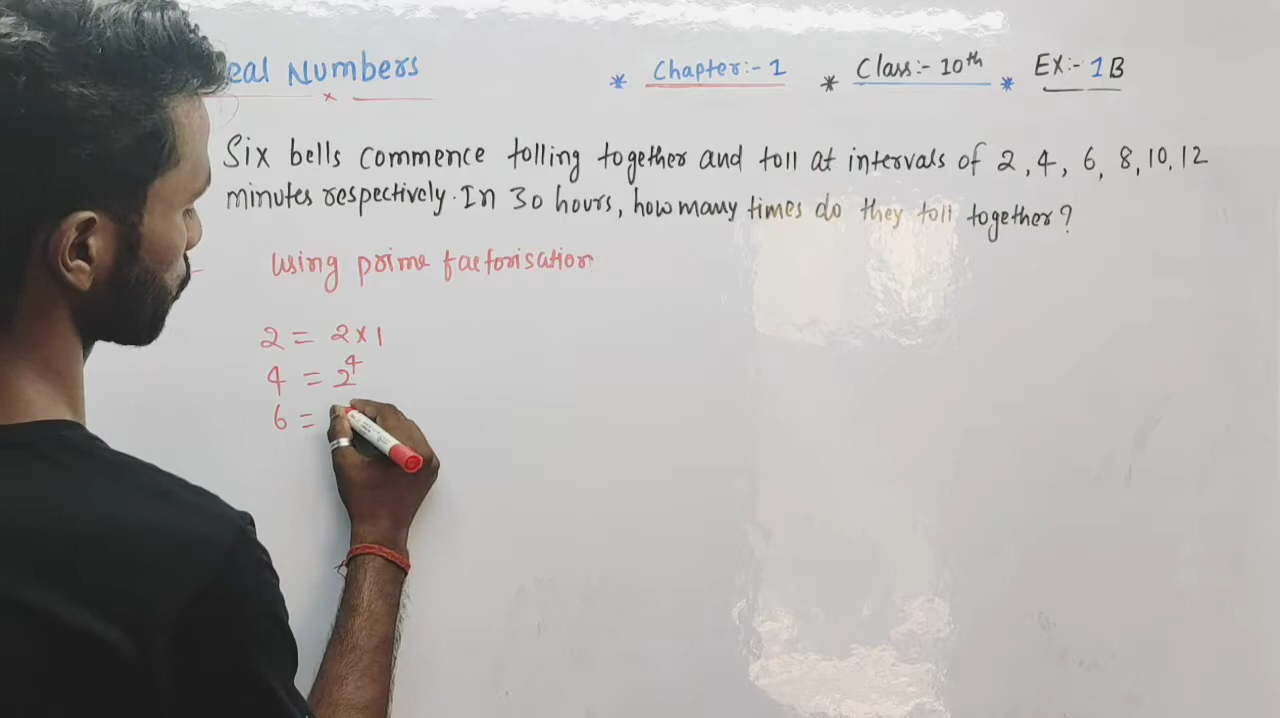 eal Numbers * Chapter:- 1 * Class:- 10th * EX:- 1B
Six bells commence tolling together and toll at intervals of 2, 4, 6, 8, 10, 12
minutes respectively. In 30 hours, how many times do they toll together?
using prime factorisation
2 = 2 × 1
4 = 2⁴
6 =